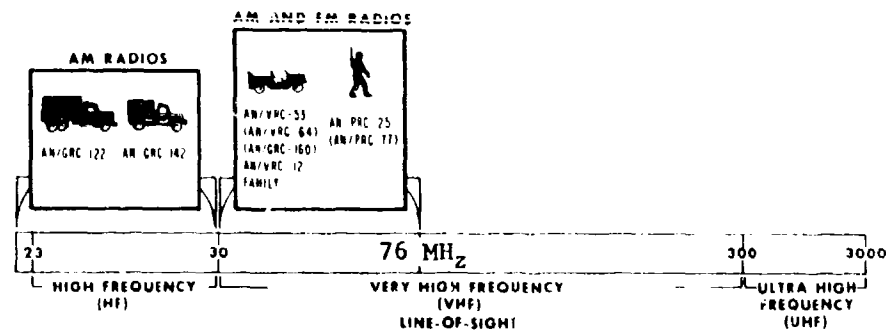 AM AND FM RADIOS
AM RADIOS
AN/GRC 122
AN GRC 142
AN/VRC-53
(AN/VRC 64)
(AN/GRC-160)
AN/VRC 12
FAMILY
AN PRC 25
(AN/PRC 77)
23
30
76 MHz
300
3000
HIGH FREQUENCY
(HF)
VERY HIGH FREQUENCY
(VHF)
LINE-OF-SIGHT
ULTRA HIGH
FREQUENCY
(UHF)